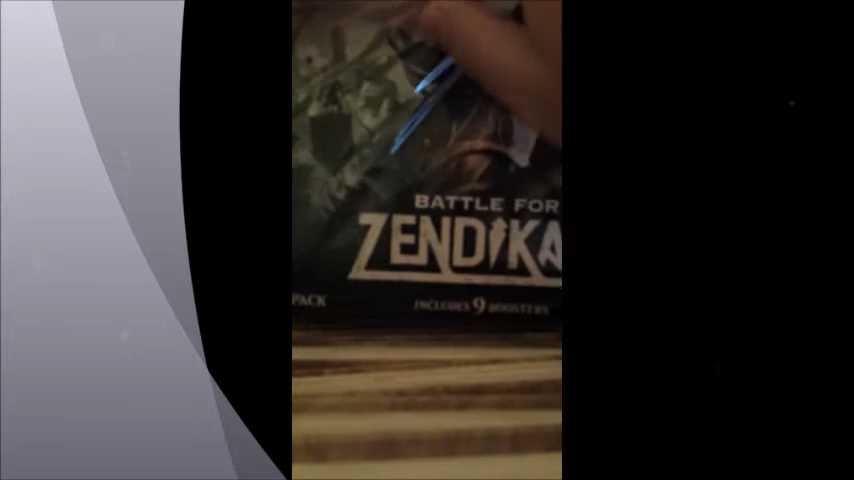 BATTLE FOR
ZENDIKA
PACK
INCLUDES 9 BOOSTERS